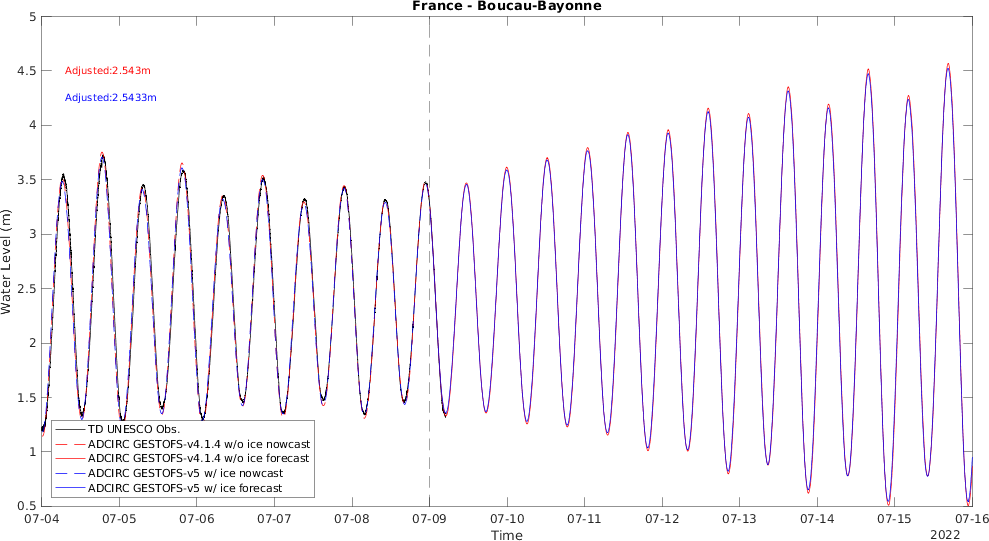 France - Boucau-Bayonne
5
4.5
4
3.5
3
2.5
2
1.5
1
0.5
Water Level (m)
Adjusted:2.543m
Adjusted:2.5433m
TD UNESCO Obs.
ADCIRC GESTOFS-v4.1.4 w/o ice nowcast
ADCIRC GESTOFS-v4.1.4 w/o ice forecast
ADCIRC GESTOFS-v5 w/ ice nowcast
ADCIRC GESTOFS-v5 w/ ice forecast
07-04 07-05 07-06 07-07 07-08 07-09 07-10 07-11 07-12 07-13 07-14 07-15 07-16
Time
2022